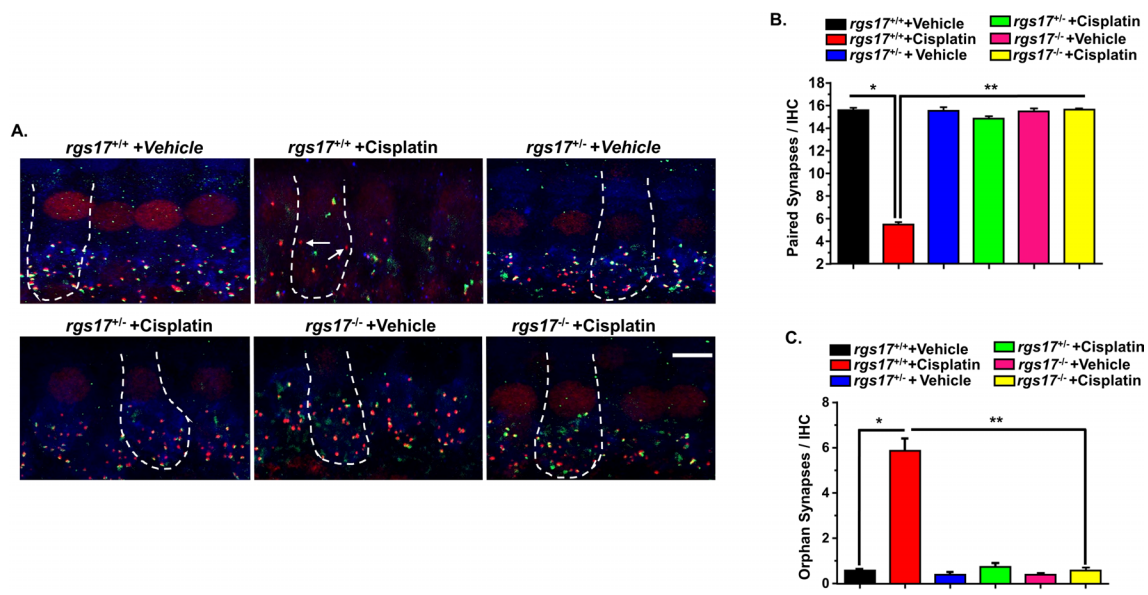 A.
rgs17+/+ +Vehicle
rgs17+/+ +Cisplatin
rgs17+/- +Vehicle
rgs17+/- +Cisplatin
rgs17-/- +Vehicle
rgs17-/- +Cisplatin
B.
rgs17+/++Vehicle
rgs17+/++Cisplatin
rgs17+/- + Vehicle
rgs17+/- +Cisplatin
rgs17-/- +Vehicle
rgs17-/- +Cisplatin
Paired Synapses / IHC
18
16
14
12
10
8
6
4
2
*
**
C.
rgs17+/++Vehicle
rgs17+/++Cisplatin
rgs17+/- + Vehicle
rgs17+/- +Cisplatin
rgs17-/- +Vehicle
rgs17-/- +Cisplatin
Orphan Synapses / IHC
8
6
4
2
0
*
**